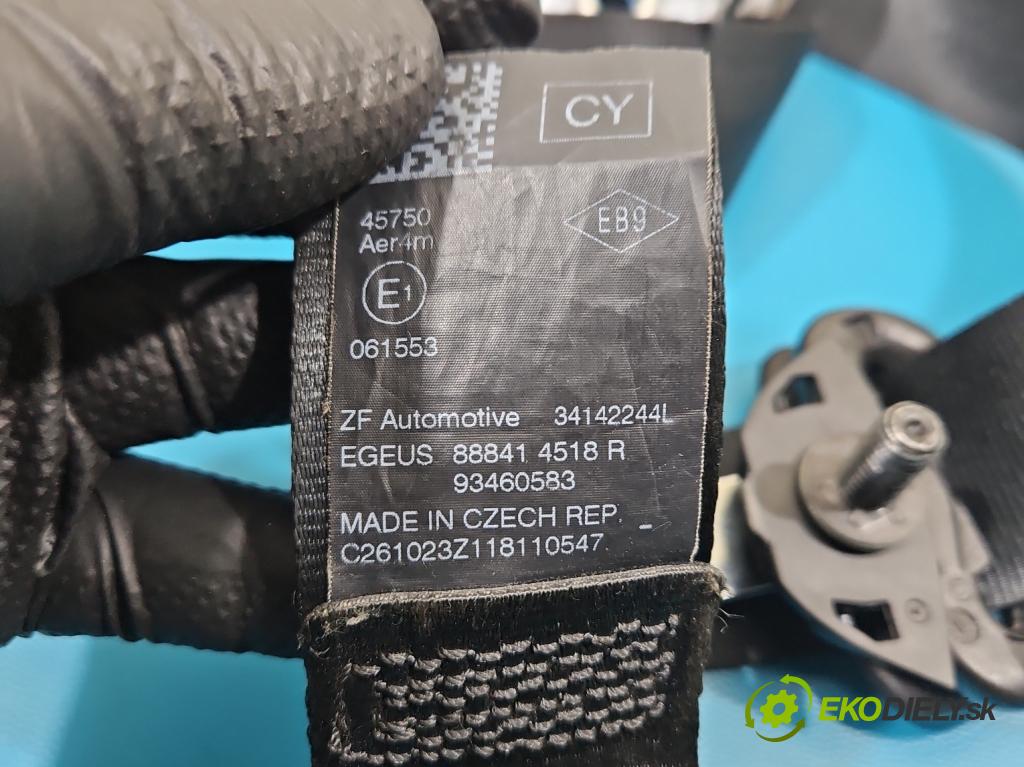 CY
45750
Aer4m
EB9
E1
061553
ZF Automotive 34142244L
EGEUS 88841 4518 R
93460583
MADE IN CZECH REP. _
C261023Z118110547
EKODIELY.sk